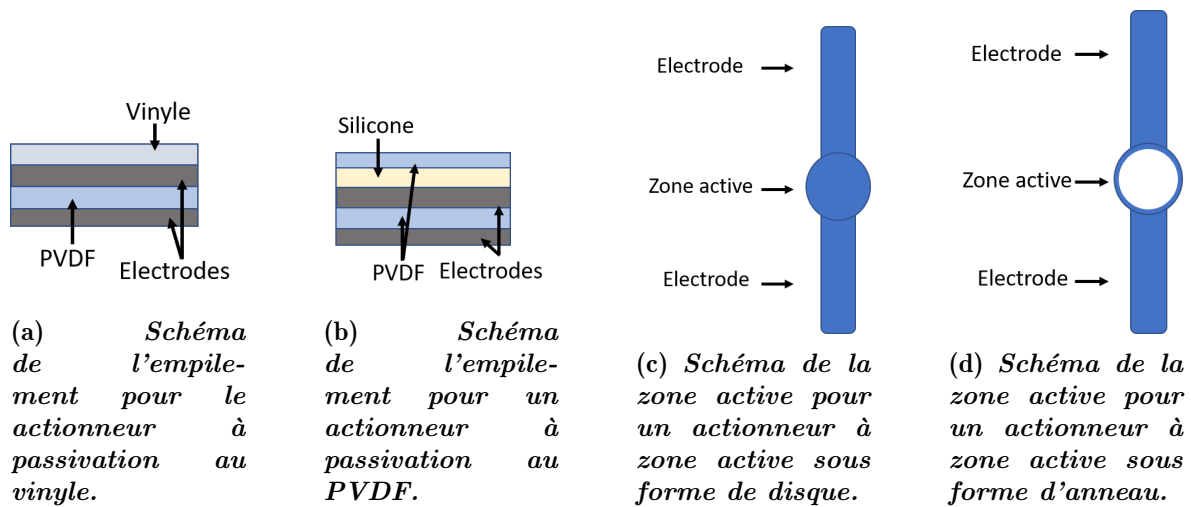 Vinyle
PVDF
Electrodes
(a) Schéma
de l'empile-
ment pour le
actionneur à
passivation au
vinyle.
Silicone
PVDF
Electrodes
(b) Schéma
de l'empile-
ment pour un
actionneur à
passivation au
PVDF.
Electrode
Zone active
Electrode
(c) Schéma de la
zone active pour
un actionneur à
zone active sous
forme de disque.
Electrode
Zone active
Electrode
(d) Schéma de la
zone active pour
un actionneur à
zone active sous
forme d'anneau.